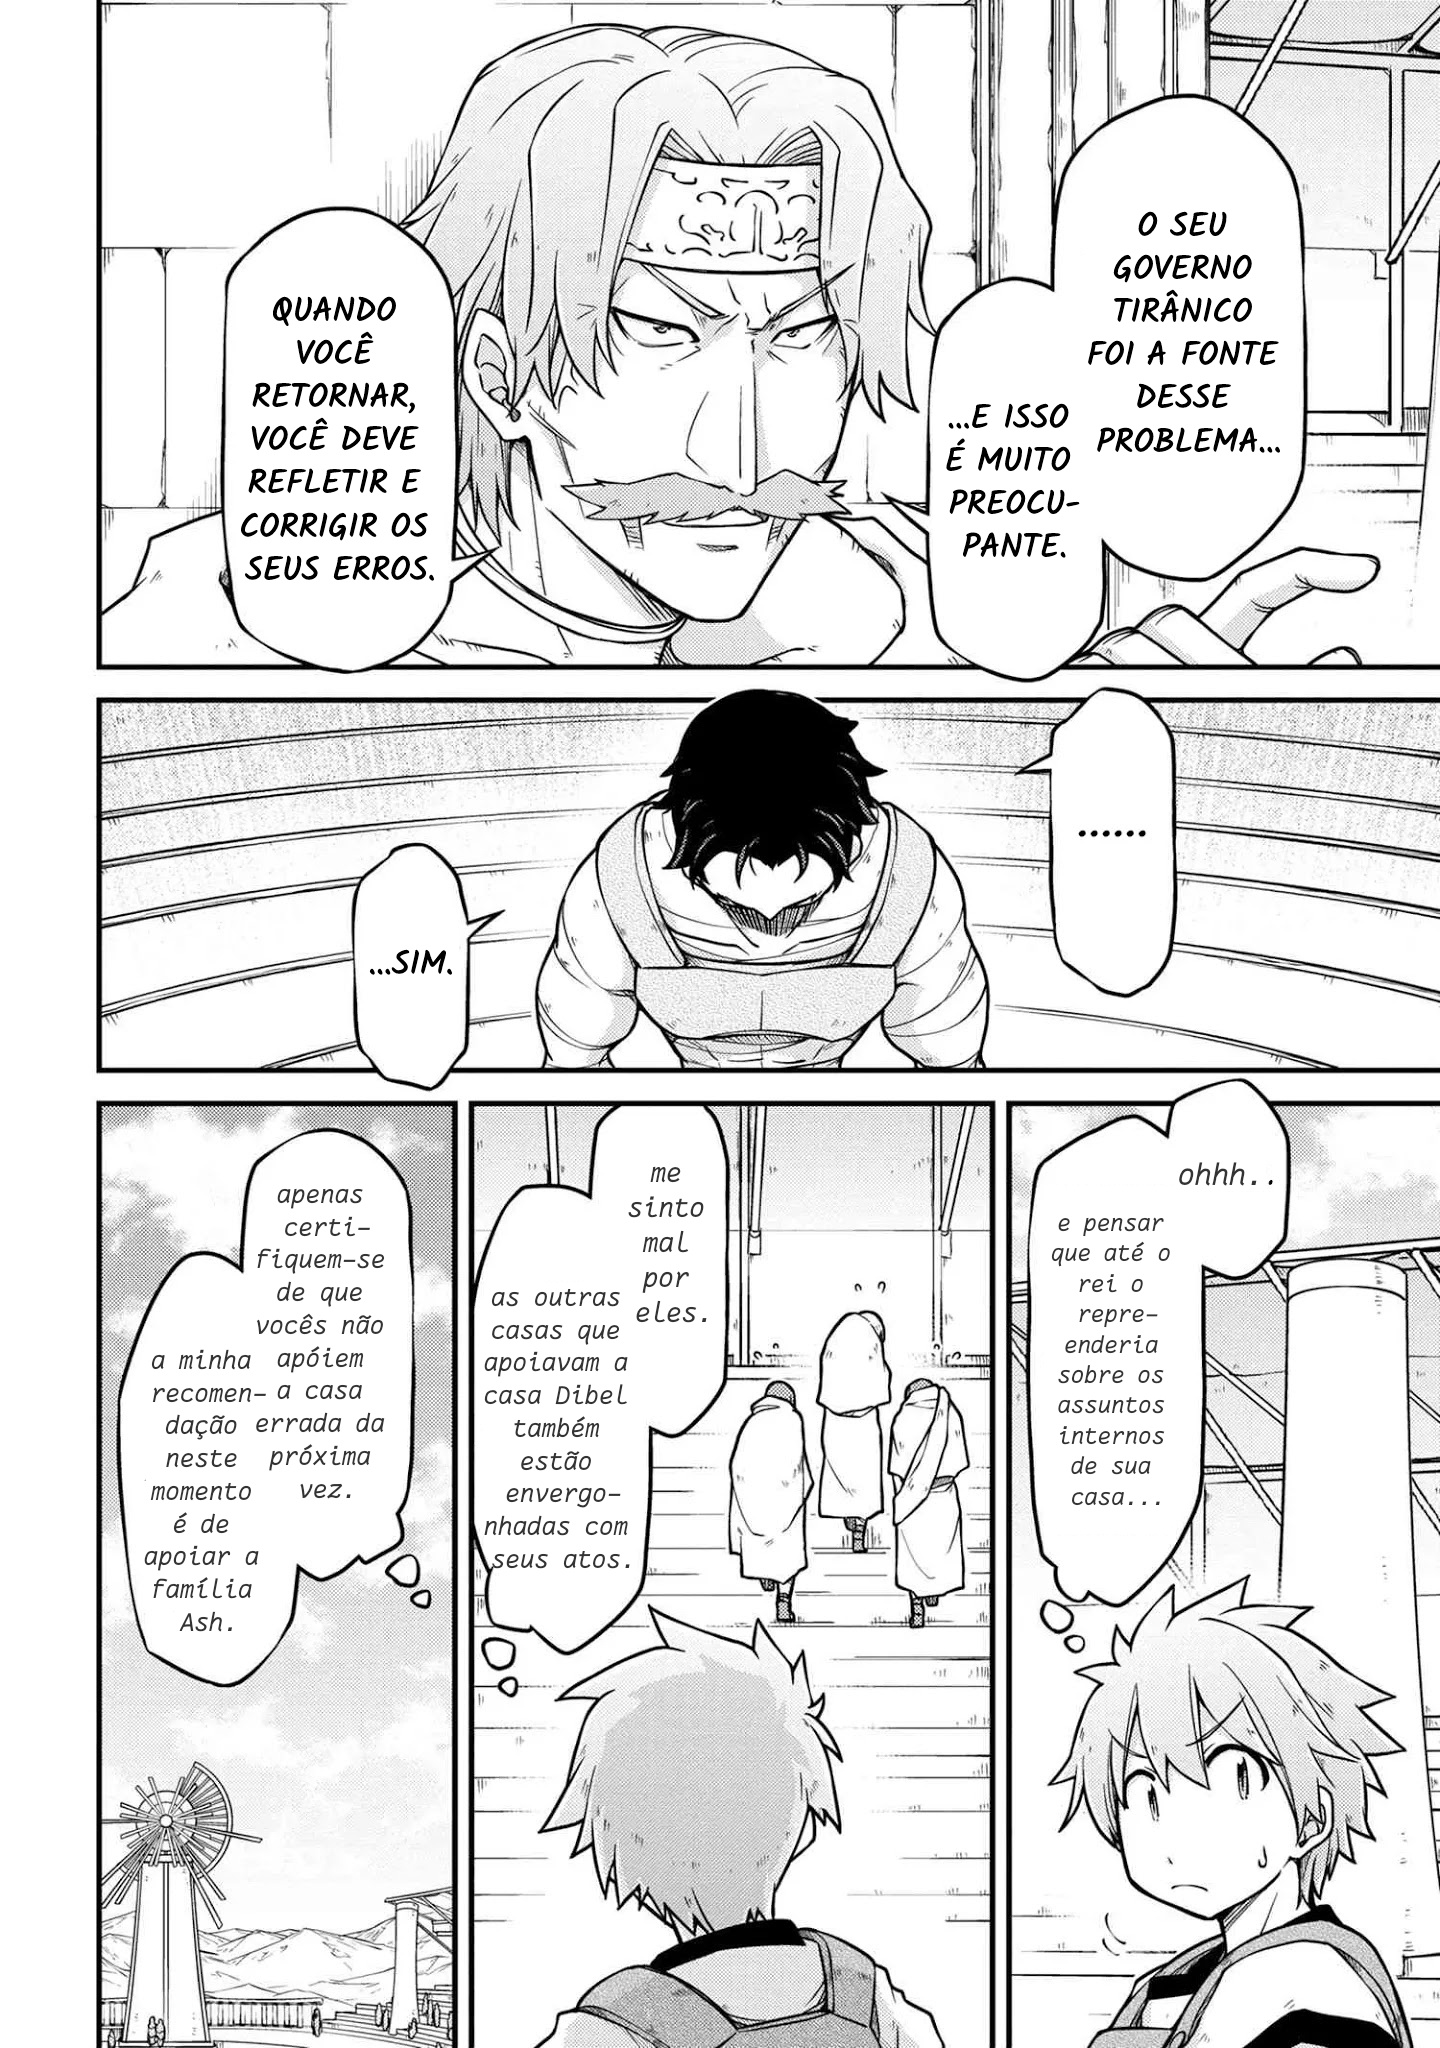 O SEU
GOVERNO
TIRÂNICO
FOI A FONTE
DESSE
PROBLEMA...
...E ISSO
É MUITO
PREOCU-
PANTE.
QUANDO
VOCÊ
RETORNAR,
VOCÊ DEVE
REFLETIR E
CORRIGIR OS
SEUS ERROS.
......
...SIM.
ohhh..
e pensar
que até o
rei o
repre-
enderia
sobre os
assuntos
internos
de sua
casa...
me
sinto
mal
por
eles.
as outras
casas que
apoiavam a
casa Dibel
também
estão
envergo-
nhadas com
seus atos.
apenas
certi-
fiquem-se
de que
vocês não
apóiem
a casa
errada da
próxima
vez.
a minha
recomen-
dação
neste
momento
é de
apoiar a
família
Ash.